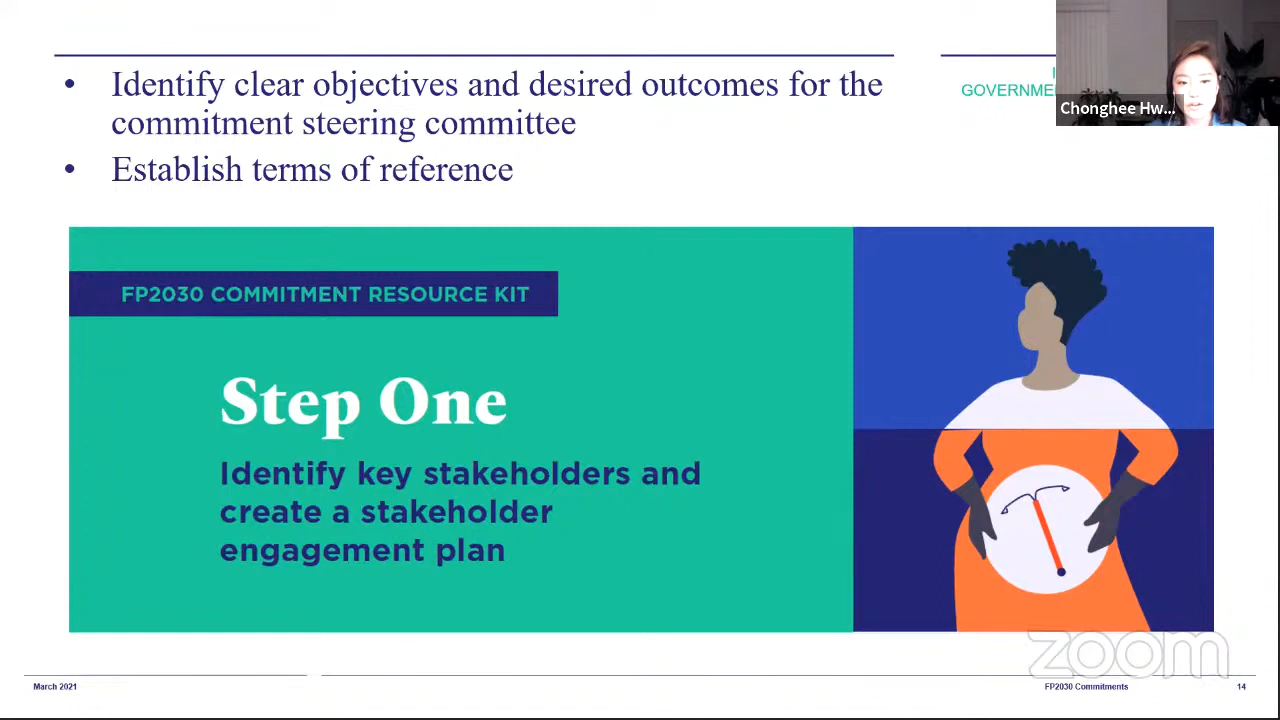 • Identify clear objectives and desired outcomes for the
commitment steering committee
• Establish terms of reference
GOVERNME
Chonghee Hw...
FP2030 COMMITMENT RESOURCE KIT
Step One
Identify key stakeholders and
create a stakeholder
engagement plan
zoom
March 2021
FP2030 Commitments
14